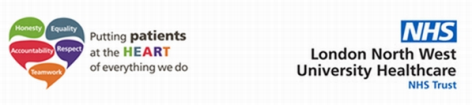 Honesty
Equality
Accountability
Respect
Teamwork
Putting patients
at the HEART
of everything we do
NHS
London North West
University Healthcare
NHS Trust